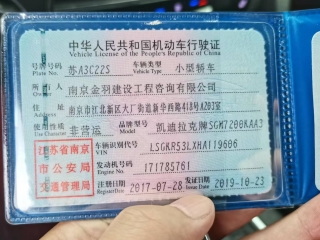 中华人民共和国机动车行驶证
Vehicle License of the People's Republic of China
号牌号码 苏A3C22S 车辆类型 小型轿车
Plate No. Vehicle Type
所有人 南京金羽建设工程咨询有限公司
Owner
住址 南京市江北新区大厂街道新华西路418号A203室
Address
使用性质 非营运 品牌型号 凯迪拉克牌SGM7200KAA3
江苏省南京 车辆识别代号 LSGKR53LXHA119606
VIN
市公安局 发动机号码 171785761
Engine No.
交通管理局 注册日期 2017-07-28 发证日期 2019-10-23
Register Date Issue Date